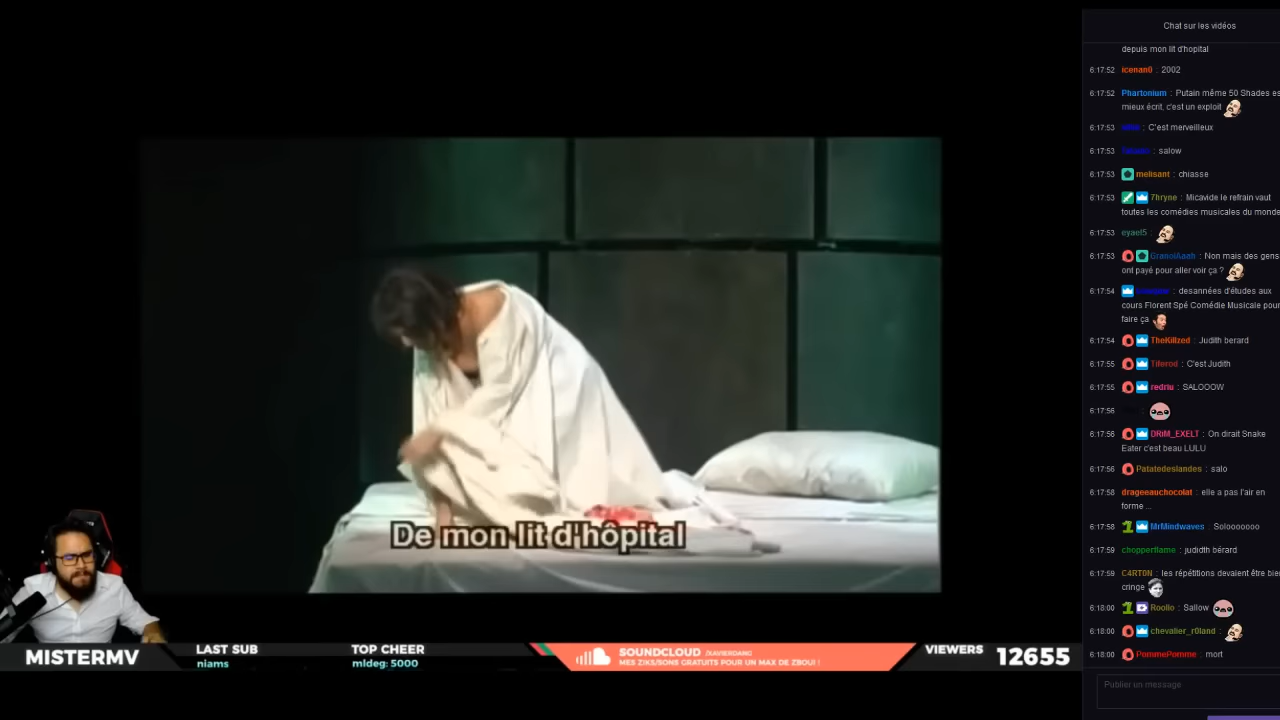 Chat sur les vidéos
depuis mon lit d'hopital
6:17:52 icenan0 : 2002
6:17:52 Phartonium : Putain même 50 Shades es
mieux écrit, c'est un exploit
6:17:53 : C'est merveilleux
6:17:53 : salow
6:17:53 melisant : chiasse
6:17:53 7hryne : Micavide le refrain vaut
toutes les comédies musicales du monde
6:17:53 eyael5 :
6:17:53 GranolAaah : Non mais des gens
ont payé pour aller voir ça ?
6:17:54 : desannées d'études aux
cours Florent Spé Comédie Musicale pour
faire ça
6:17:54 TheKillzed : Judith berard
6:17:55 Tiferod : C'est Judith
6:17:55 redriu : SALOOOW
6:17:56 :
6:17:56 DRiM_EXELT : On dirait Snake
Eater c'est beau LULU
6:17:56 Patatedeslandes : salo
6:17:58 drageeauchocolat : elle a pas l'air en
forme ...
6:17:58 MrMindwaves : Soloooooo
6:17:59 chopperflame : judidth bérard
6:17:59 C4RT0N : les répétitions devaient être bie
cringe
6:18:00 Roollo : Sallow
6:18:00 chevalier_r0land :
6:18:00 PommePomme : mort
Publier un message
De mon lit d'hôpital
MISTERMV
LAST SUB
niams
TOP CHEER
mldeg: 5000
SOUNDCLOUD /XAVIERDANG
MES ZIKS/SONS GRATUITS POUR UN MAX DE ZBOUI !
VIEWERS 12655